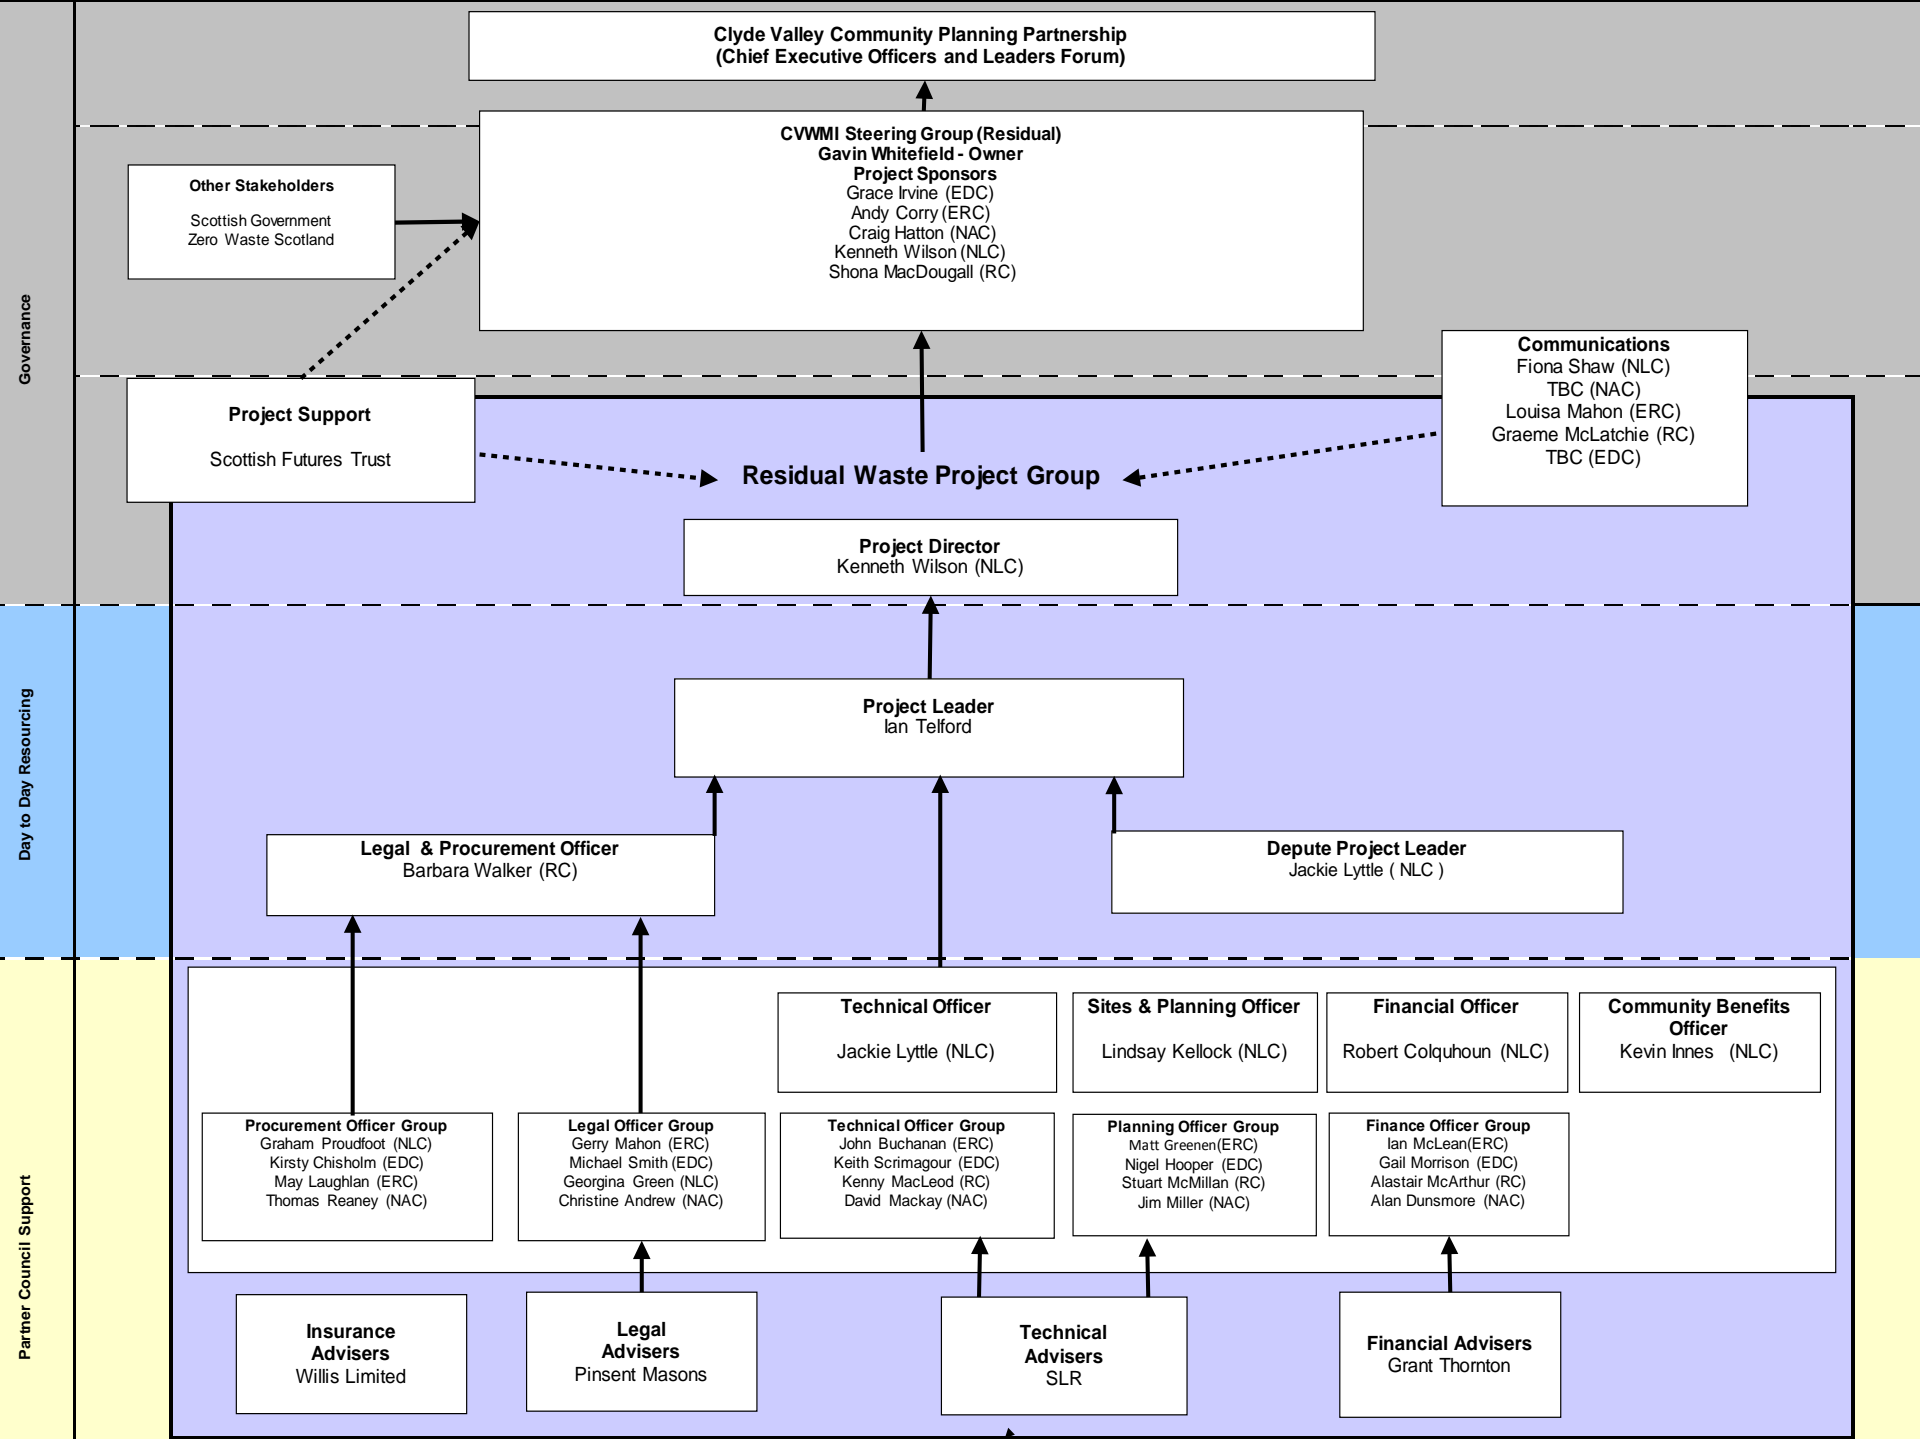 Clyde Valley Community Planning Partnership
(Chief Executive Officers and Leaders Forum)
CVWMI Steering Group (Residual)
Gavin Whitefield - Owner
Project Sponsors
Grace Irvine (EDC)
Andy Corry (ERC)
Craig Hatton (NAC)
Kenneth Wilson (NLC)
Shona MacDougall (RC)
Other Stakeholders
Scottish Government
Zero Waste Scotland
Governance
Communications
Fiona Shaw (NLC)
TBC (NAC)
Louisa Mahon (ERC)
Graeme McLatchie (RC)
TBC (EDC)
Project Support
Scottish Futures Trust
Residual Waste Project Group
Project Director
Kenneth Wilson (NLC)
Day to Day Resourcing
Project Leader
Ian Telford
Legal & Procurement Officer
Barbara Walker (RC)
Depute Project Leader
Jackie Lyttle ( NLC )
Partner Council Support
Technical Officer
Jackie Lyttle (NLC)
Sites & Planning Officer
Lindsay Kellock (NLC)
Financial Officer
Robert Colquhoun (NLC)
Community Benefits
Officer
Kevin Innes (NLC)
Procurement Officer Group
Graham Proudfoot (NLC)
Kirsty Chisholm (EDC)
May Laughlan (ERC)
Thomas Reaney (NAC)
Legal Officer Group
Gerry Mahon (ERC)
Michael Smith (EDC)
Georgina Green (NLC)
Christine Andrew (NAC)
Technical Officer Group
John Buchanan (ERC)
Keith Scrimagour (EDC)
Kenny MacLeod (RC)
David Mackay (NAC)
Planning Officer Group
Matt Greenen(ERC)
Nigel Hooper (EDC)
Stuart McMillan (RC)
Jim Miller (NAC)
Finance Officer Group
Ian McLean(ERC)
Gail Morrison (EDC)
Alastair McArthur (RC)
Alan Dunsmore (NAC)
Insurance
Advisers
Willis Limited
Legal
Advisers
Pinsent Masons
Technical
Advisers
SLR
Financial Advisers
Grant Thornton